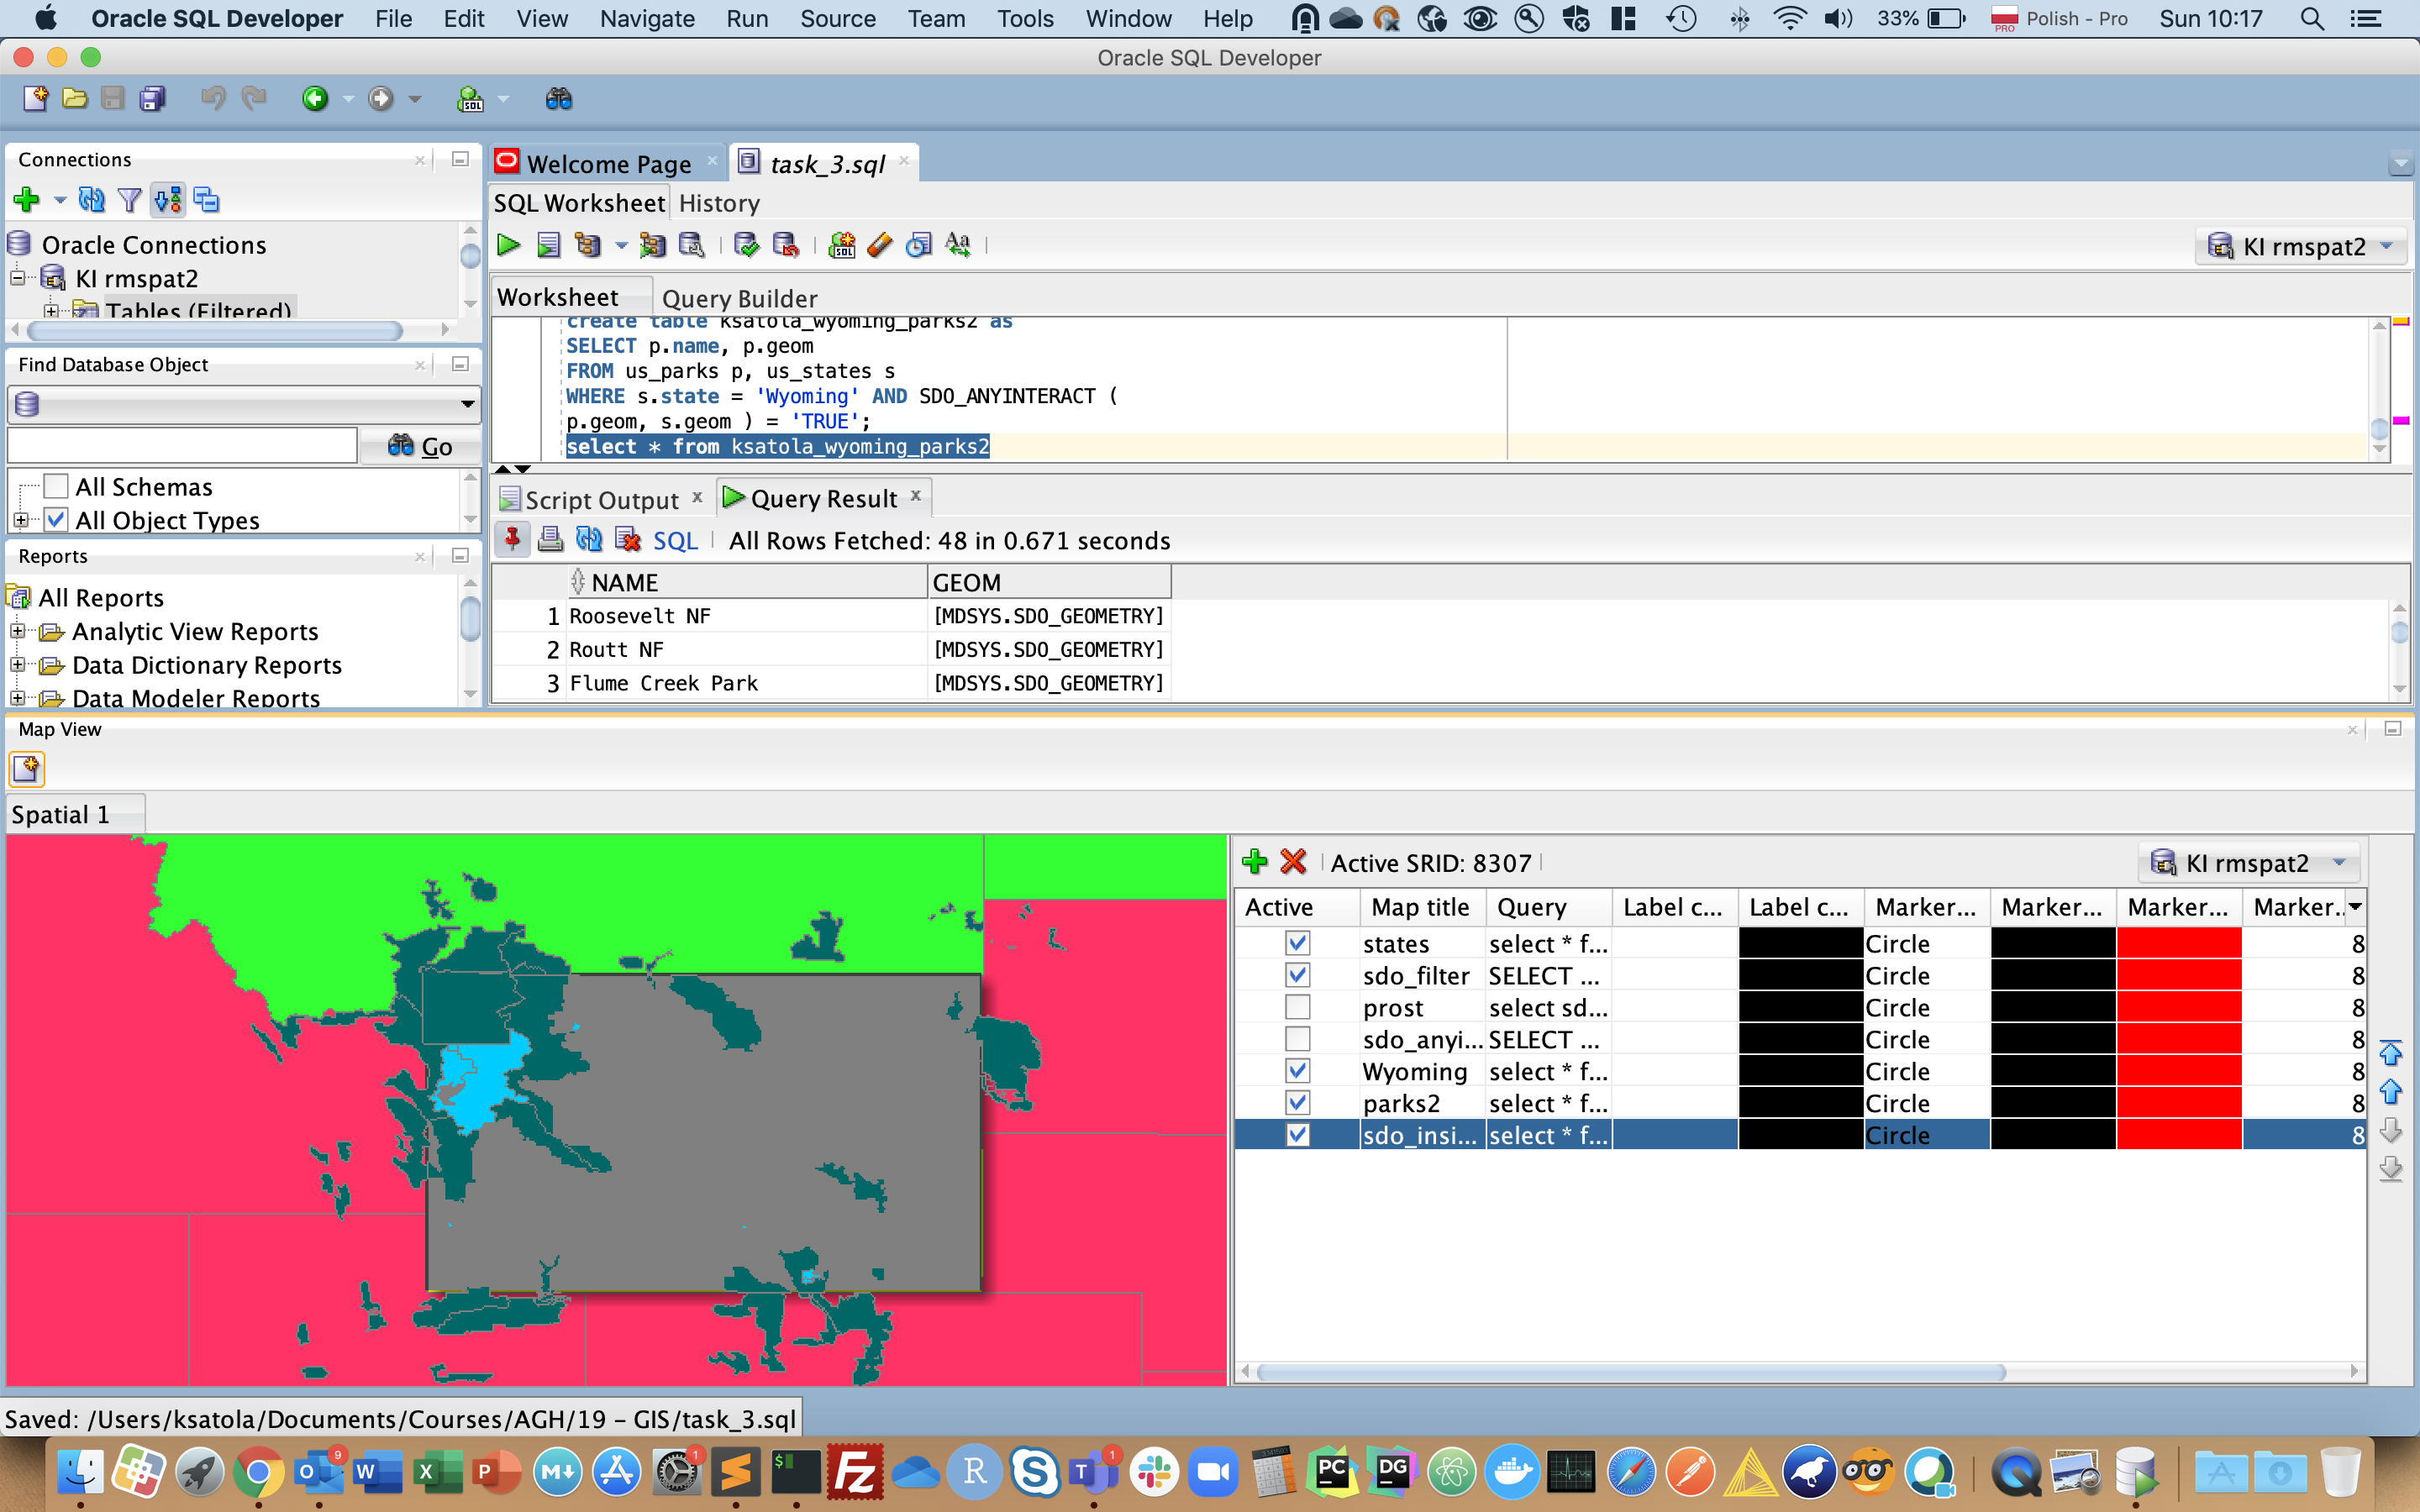 Oracle SQL Developer File Edit View Navigate Run Source Team Tools Window Help 33% PRO Polish - Pro Sun 10:17
Oracle SQL Developer
Connections
Oracle Connections
KI rmspat2
Tables (Filtered)
Find Database Object
Go
All Schemas
All Object Types
Reports
All Reports
Analytic View Reports
Data Dictionary Reports
Data Modeler Reports
Welcome Page task_3.sql
SQL Worksheet History
KI rmspat2
Worksheet Query Builder
create table ksatola_wyoming_parks2 as
SELECT p.name, p.geom
FROM us_parks p, us_states s
WHERE s.state = 'Wyoming' AND SDO_ANYINTERACT (
p.geom, s.geom ) = 'TRUE';
select * from ksatola_wyoming_parks2
Script Output Query Result
SQL All Rows Fetched: 48 in 0.671 seconds
NAME GEOM
1 Roosevelt NF [MDSYS.SDO_GEOMETRY]
2 Routt NF [MDSYS.SDO_GEOMETRY]
3 Flume Creek Park [MDSYS.SDO_GEOMETRY]
Map View
Spatial 1
Active SRID: 8307 KI rmspat2
Active Map title Query Label c... Label c... Marker... Marker... Marker... Marker..
states select * f... Circle 8
sdo_filter SELECT ... Circle 8
prost select sd... Circle 8
sdo_anyi... SELECT ... Circle 8
Wyoming select * f... Circle 8
parks2 select * f... Circle 8
sdo_insi... select * f... Circle 8
Saved: /Users/ksatola/Documents/Courses/AGH/19 – GIS/task_3.sql